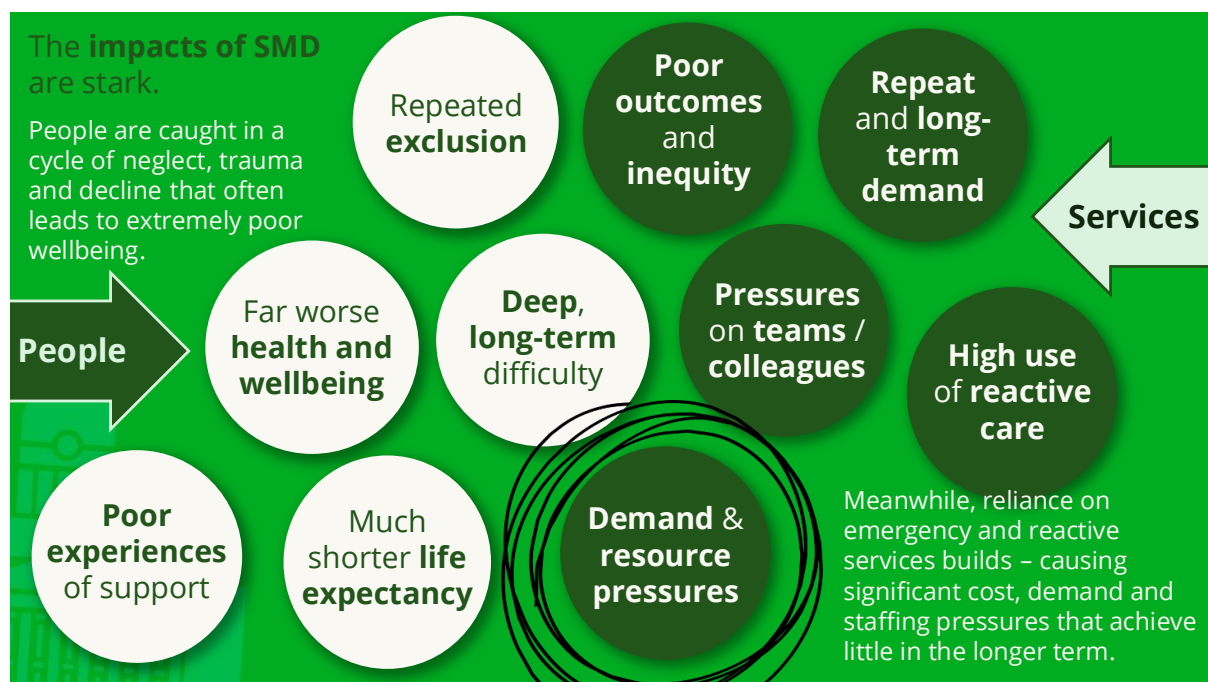 The impacts of SMD
are stark.
People are caught in a
cycle of neglect, trauma
and decline that often
leads to extremely poor
wellbeing.
Repeated
exclusion
Poor
outcomes
and
inequity
Repeat
and long-
term
demand
Services
People
Far worse
health and
wellbeing
Deep,
long-term
difficulty
Pressures
on teams /
colleagues
High use
of reactive
care
Poor
experiences
of support
Much
shorter life
expectancy
Demand &
resource
pressures
Meanwhile, reliance on
emergency and reactive
services builds – causing
significant cost, demand and
staffing pressures that achieve
little in the longer term.